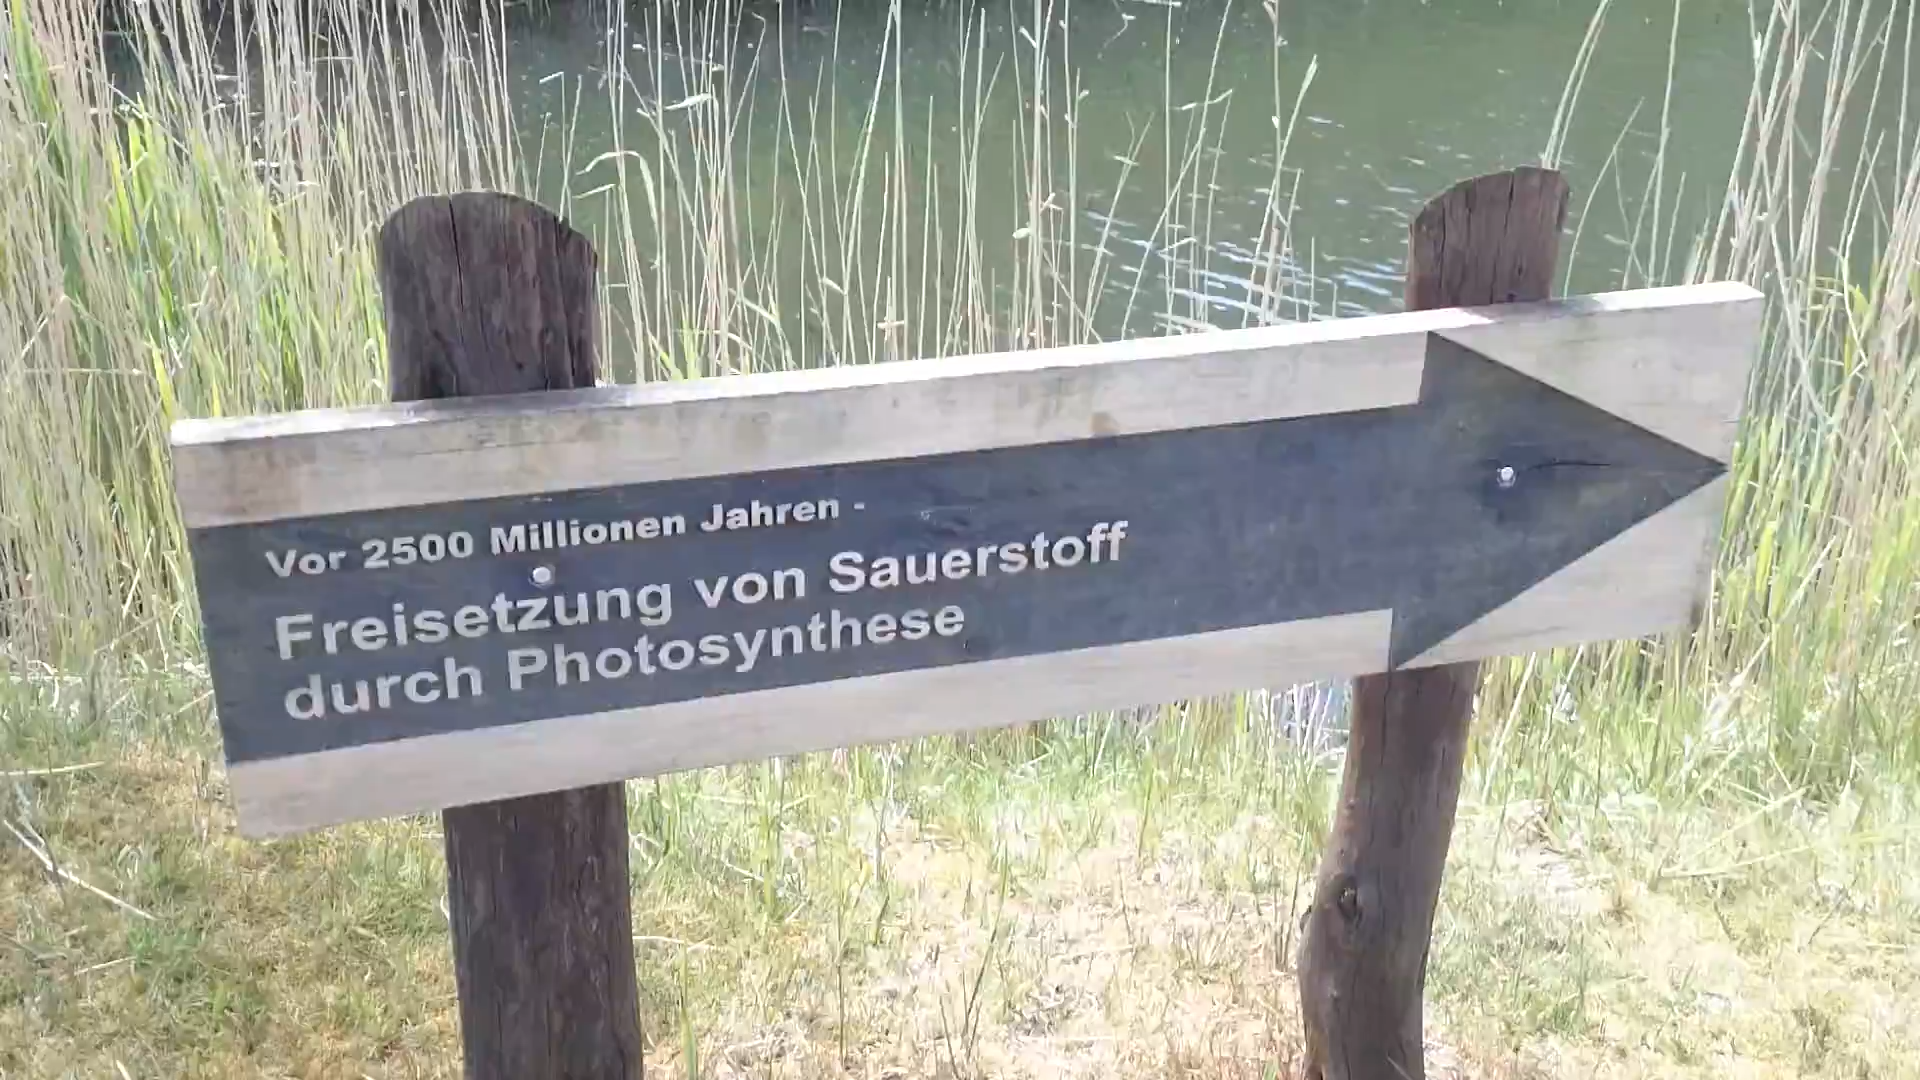 Vor 2500 Millionen Jahren -
Freisetzung von Sauerstoff
durch Photosynthese